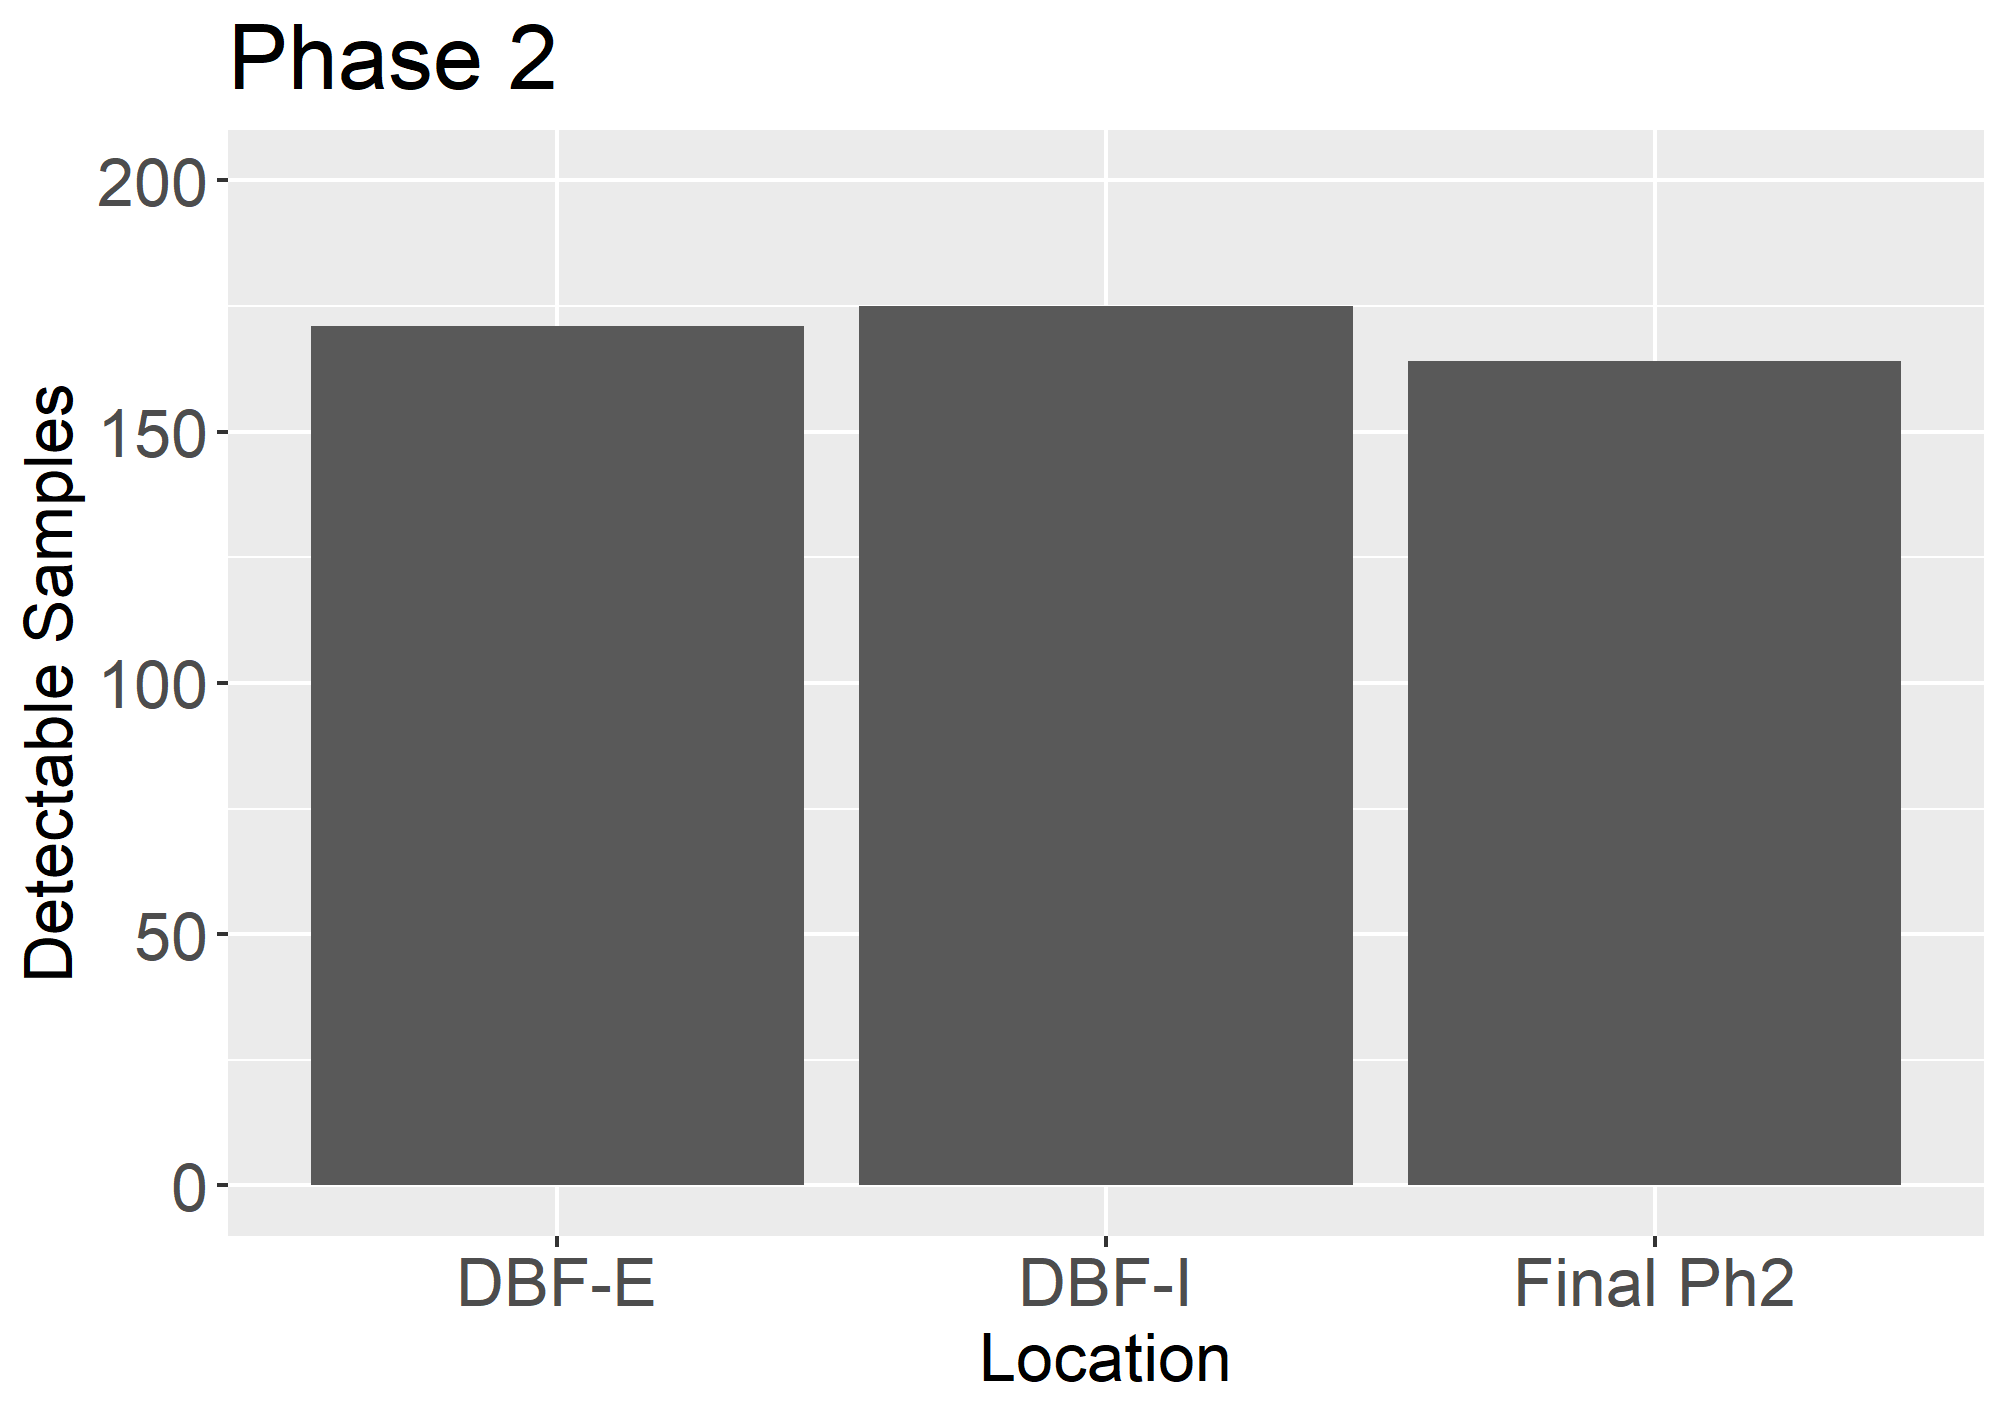 Phase 2
200
150
100
50
0
Detectable Samples
DBF-E
DBF-I
Final Ph2
Location